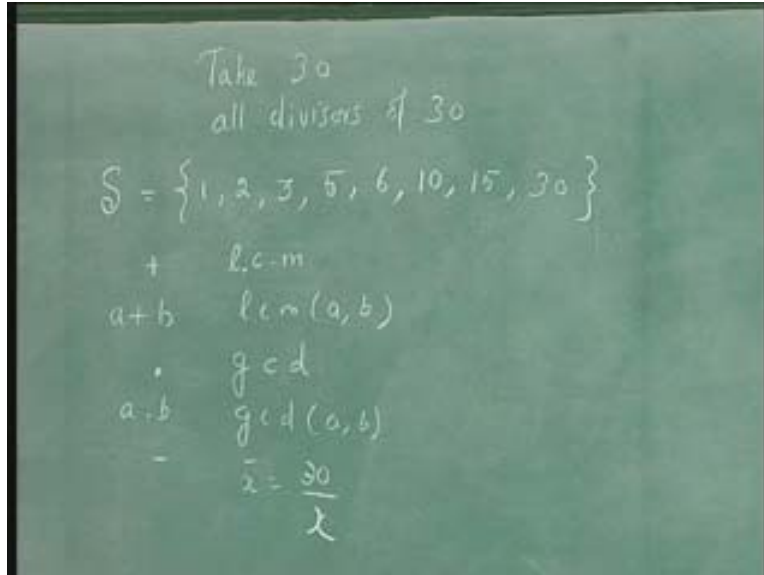 Take 30
all divisors of 30
S = {1, 2, 3, 5, 6, 10, 15, 30}
+ l.c.m
a+b lcm(a,b)
. gcd
a.b gcd(a,b)
- x̄ = 30/x